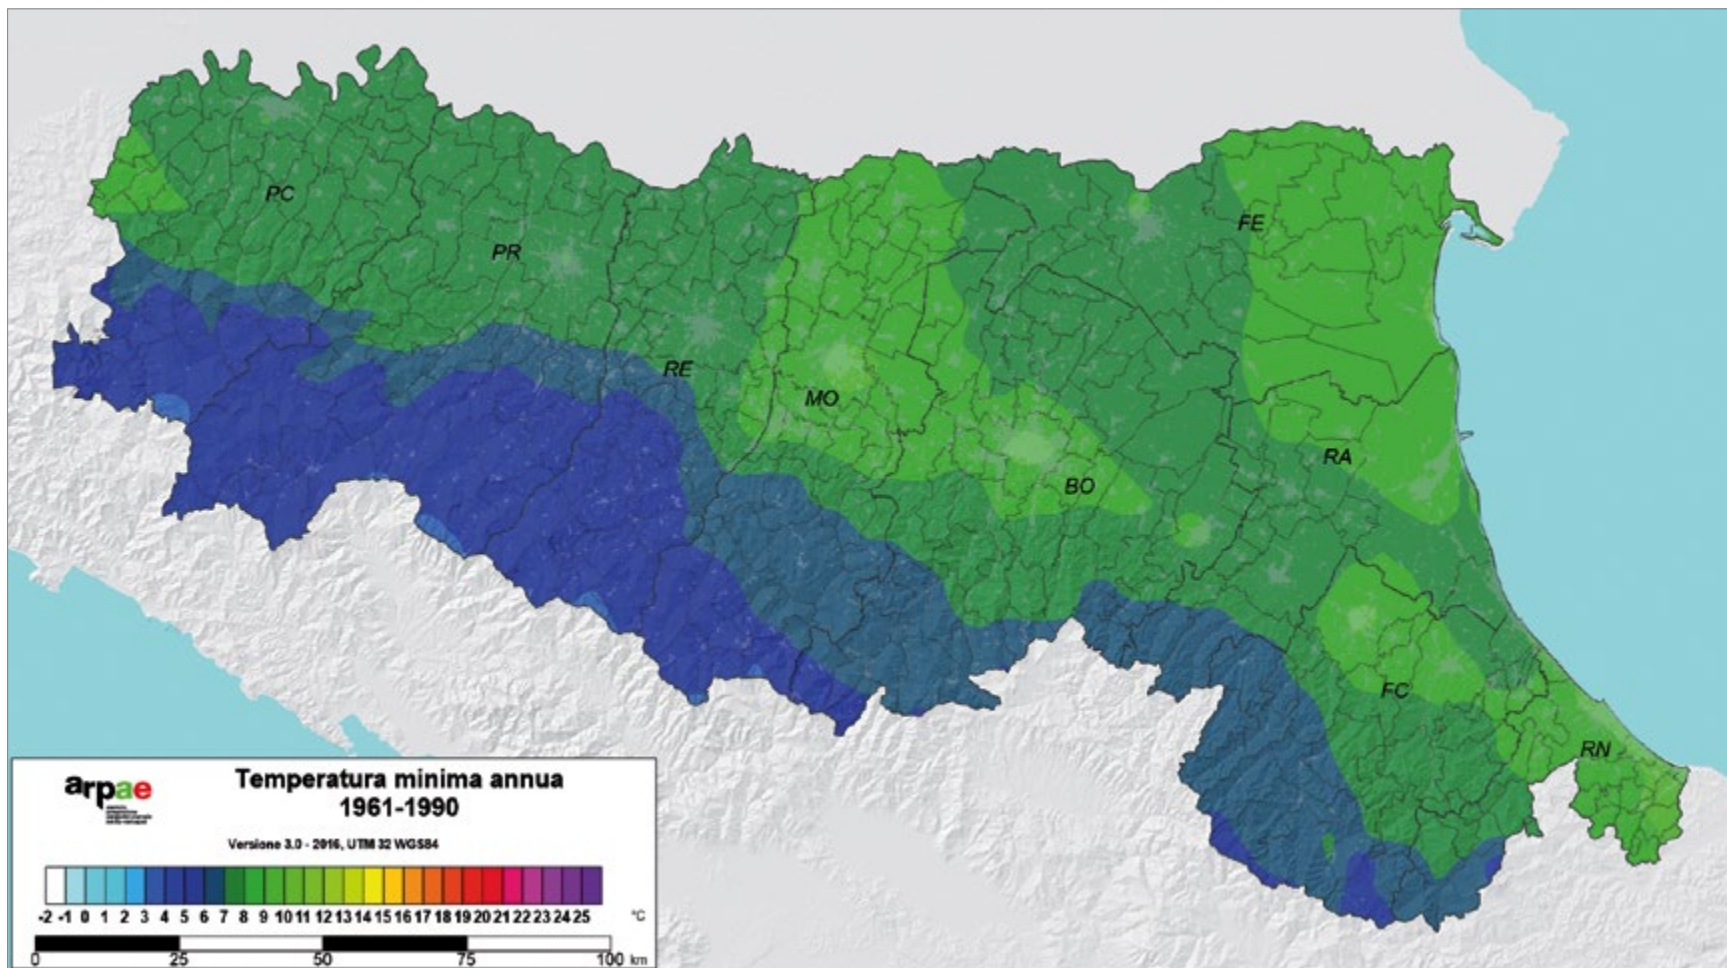 PC
PR
FE
RE
MO
RA
BO
FC
RN
arpae
Temperatura minima annua
1961-1990
Versione 3.0 - 2016, UTM 32 WGS84
-2 -1 0 1 2 3 4 5 6 7 8 9 10 11 12 13 14 15 16 17 18 19 20 21 22 23 24 25 °C
0 25 50 75 100 km